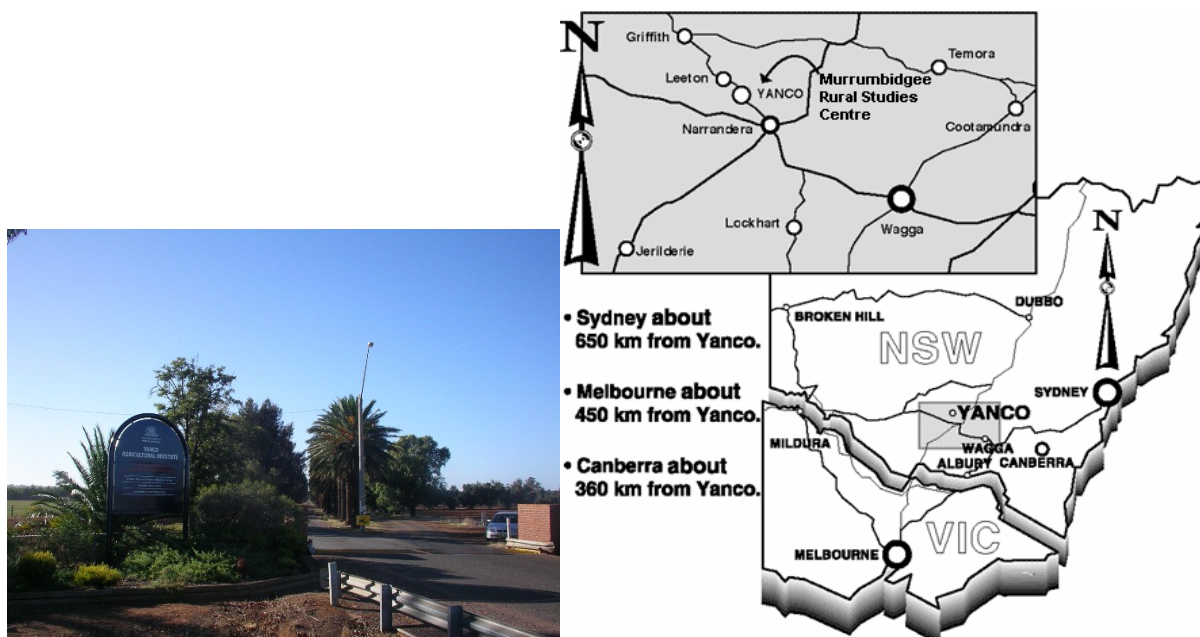 YANCO
AGRICULTURAL INSTITUTE
N
Griffith
Temora
Leeton
YANCO
Murrumbidgee
Rural Studies
Centre
Narrandera
Cootamundra
Lockhart
Wagga
Jerilderie
N
• Sydney about
650 km from Yanco.
• Melbourne about
450 km from Yanco.
• Canberra about
360 km from Yanco.
BROKEN HILL
DUBBO
NSW
SYDNEY
YANCO
MILDURA
WAGGA
ALBURY
CANBERRA
MELBOURNE
VIC